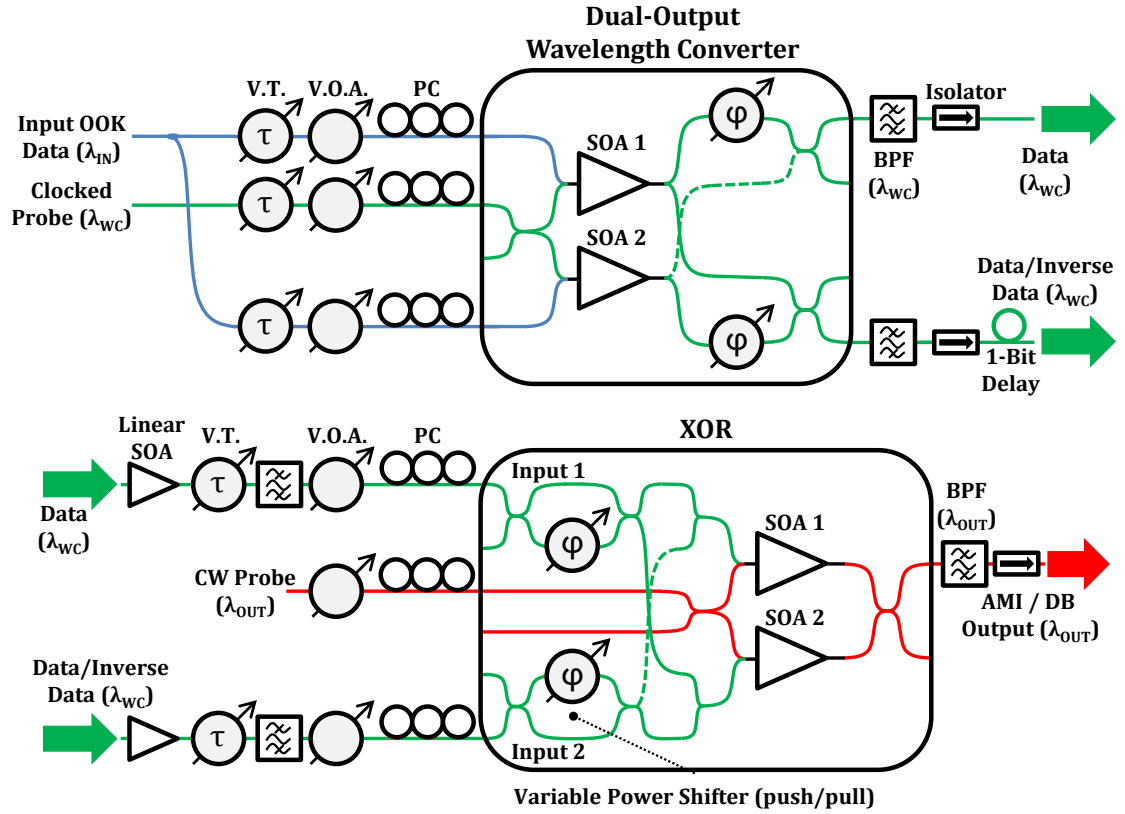 Dual-Output
Wavelength Converter
V.T.
V.O.A.
PC
Input OOK
Data (λIN)
Clocked
Probe (λWC)
τ
τ
τ
SOA 1
SOA 2
φ
φ
Isolator
BPF
(λWC)
Data
(λWC)
Data/Inverse
Data (λWC)
1-Bit
Delay
XOR
Linear
SOA
V.T.
V.O.A.
PC
Data
(λWC)
τ
Input 1
φ
CW Probe
(λOUT)
SOA 1
SOA 2
BPF
(λOUT)
AMI / DB
Output (λOUT)
Data/Inverse
Data (λWC)
τ
φ
Input 2
Variable Power Shifter (push/pull)